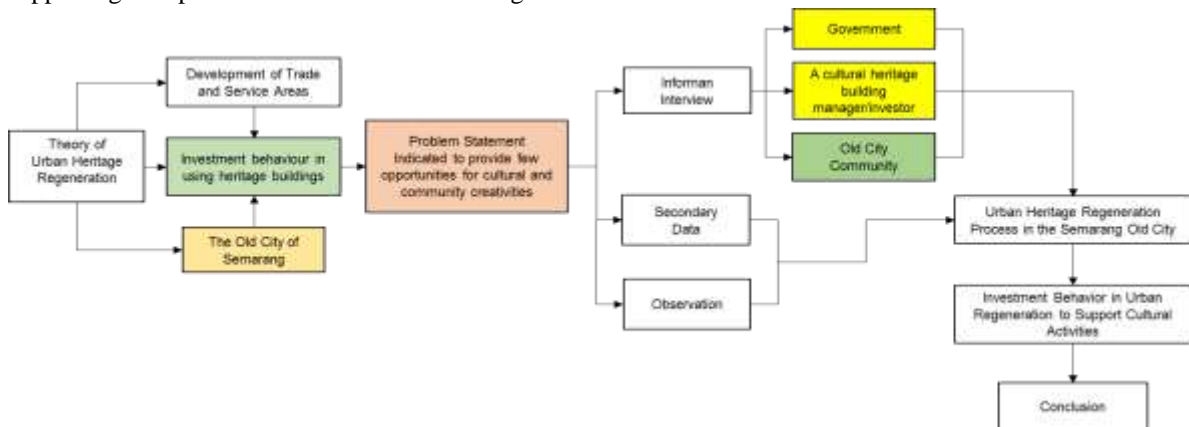 Development of Trade
and Service Areas
Theory of
Urban Heritage
Regeneration
Investment behaviour in
using heritage buildings
The Old City of
Semarang
Problem Statement
Indicated to provide few
opportunities for cultural and
community creativities
Informan
Interview
Secondary
Data
Observation
Government
A cultural heritage
building
manager/investor
Old City
Community
Urban Heritage Regeneration
Process in the Semarang Old City
Investment Behavior in Urban
Regeneration to Support Cultural
Activities
Conclusion